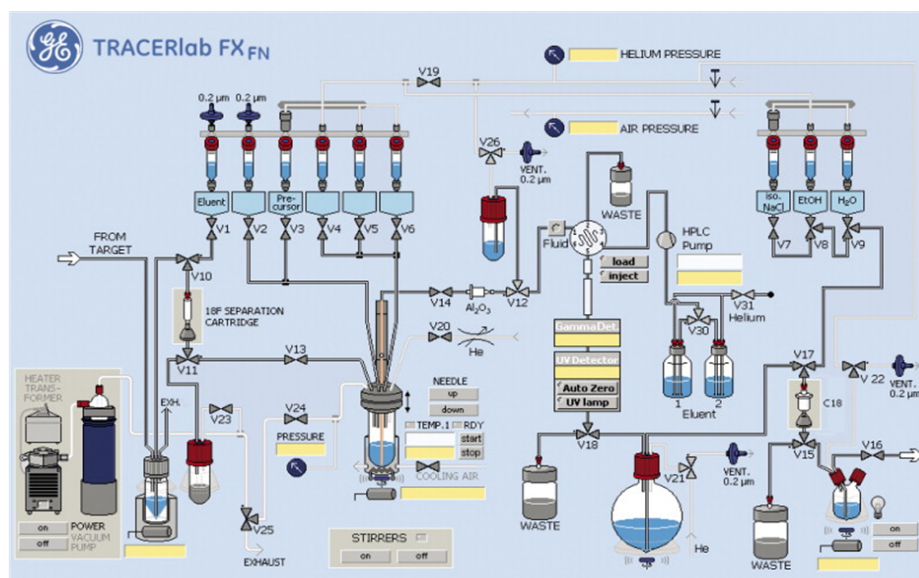 GE
TRACERlab FXFN
V19
HELIUM PRESSURE
AIR PRESSURE
0.2 µm
0.2 µm
V26
VENT.
0.2 µm
WASTE
Eluent
Pre-
cursor
iso.
NaCl
EtOH
H2O
V1
V2
V3
V4
V5
V6
Fluid
HPLC
Pump
V7
V8
V9
FROM
TARGET
V10
load
inject
18F SEPARATION
CARTRIDGE
V14
Al2O3
V12
V31
Helium
V30
V20
He
GammaDet.
V11
V13
UV Detector
V17
V 22
HEATER
TRANS-
FORMER
EXH.
V23
V24
NEEDLE
up
down
Auto Zero
UV lamp
1
2
Eluent
C18
VENT.
0.2 µm
TEMP.1
RDY
start
stop
PRESSURE
V18
V15
V16
V21
VENT.
0.2 µm
COOLING AIR
on
POWER
off
VACUUM
PUMP
V25
WASTE
on
off
EXHAUST
STIRRERS
on
off
He
WASTE